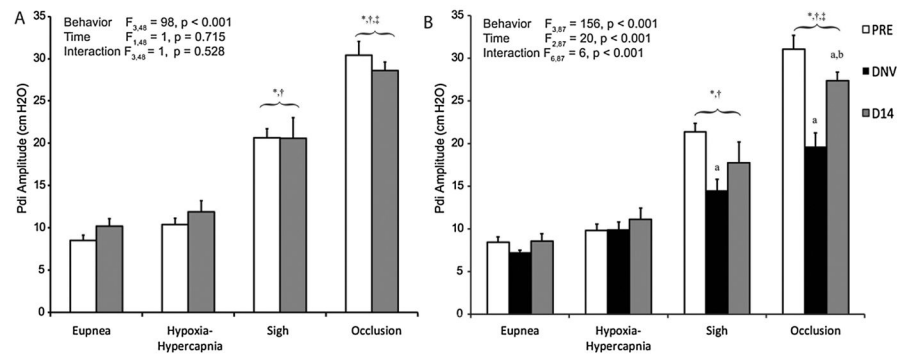 A
Behavior F3,48 = 98, p < 0.001
Time F1,48 = 1, p = 0.715
Interaction F3,48 = 1, p = 0.528
Pdi Amplitude (cm H2O)
35
30
25
20
15
10
5
0
*,†
*,†,‡
Eupnea
Hypoxia-
Hypercapnia
Sigh
Occlusion
B
Behavior F3,87 = 156, p < 0.001
Time F2,87 = 20, p < 0.001
Interaction F6,87 = 6, p < 0.001
Pdi Amplitude (cm H2O)
35
30
25
20
15
10
5
0
*,†
a
*,†,‡
a
a,b
Eupnea
Hypoxia-
Hypercapnia
Sigh
Occlusion
PRE
DNV
D14